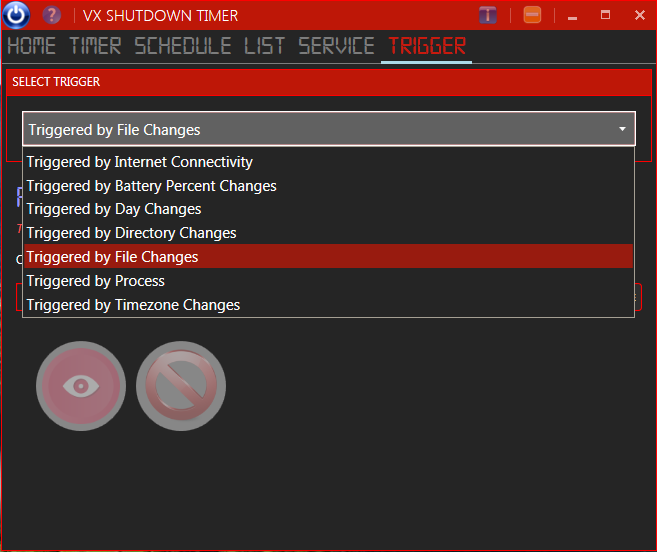 VX SHUTDOWN TIMER
HOME TIMER SCHEDULE LIST SERVICE TRIGGER
SELECT TRIGGER
Triggered by File Changes
Triggered by Internet Connectivity
Triggered by Battery Percent Changes
Triggered by Day Changes
Triggered by Directory Changes
Triggered by File Changes
Triggered by Process
Triggered by Timezone Changes